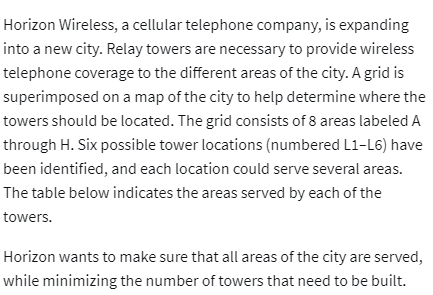 Horizon Wireless, a cellular telephone company, is expanding
into a new city. Relay towers are necessary to provide wireless
telephone coverage to the different areas of the city. A grid is
superimposed on a map of the city to help determine where the
towers should be located. The grid consists of 8 areas labeled A
through H. Six possible tower locations (numbered L1–L6) have
been identified, and each location could serve several areas.
The table below indicates the areas served by each of the
towers.

Horizon wants to make sure that all areas of the city are served,
while minimizing the number of towers that need to be built.